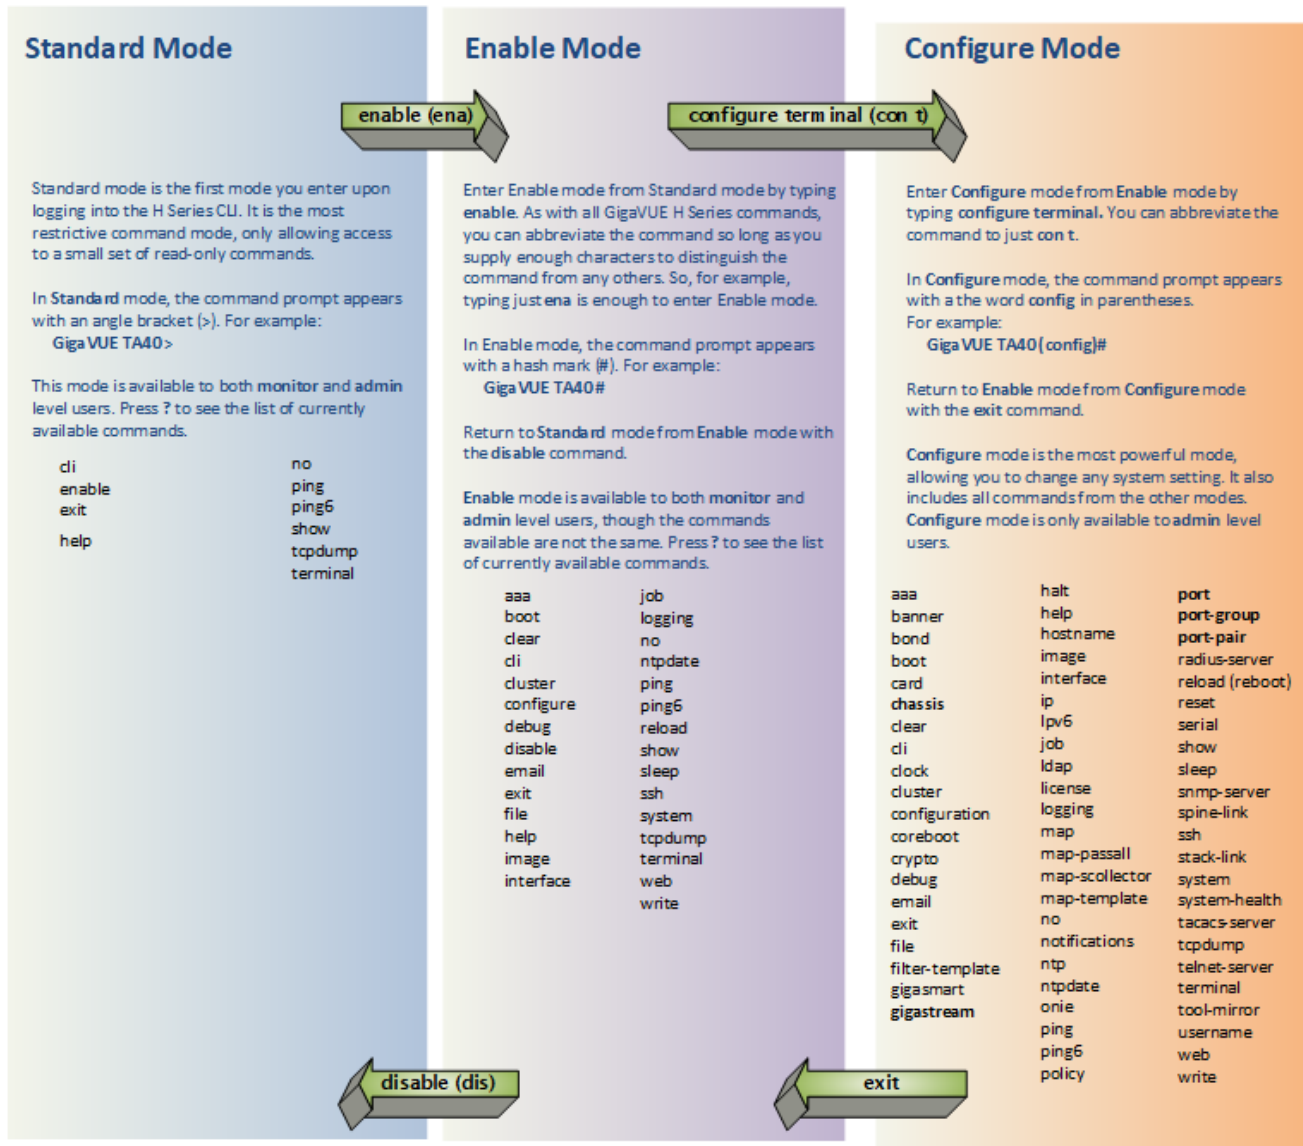 Standard Mode
enable (ena)
Standard mode is the first mode you enter upon
logging into the H Series CLI. It is the most
restrictive command mode, only allowing access
to a small set of read-only commands.
In Standard mode, the command prompt appears
with an angle bracket (>). For example:
GigaVUE TA40>
This mode is available to both monitor and admin
level users. Press ? to see the list of currently
available commands.
cli
enable
exit
help
no
ping
ping6
show
tcpdump
terminal
disable (dis)
Enable Mode
configure terminal (con t)
Enter Enable mode from Standard mode by typing
enable. As with all GigaVUE H Series commands,
you can abbreviate the command so long as you
supply enough characters to distinguish the
command from any others. So, for example,
typing just ena is enough to enter Enable mode.
In Enable mode, the command prompt appears
with a hash mark (#). For example:
GigaVUE TA40#
Return to Standard mode from Enable mode with
the disable command.
Enable mode is available to both monitor and
admin level users, though the commands
available are not the same. Press ? to see the list
of currently available commands.
aaa
boot
clear
cli
cluster
configure
debug
disable
email
exit
file
help
image
interface
job
logging
no
ntpdate
ping
ping6
reload
show
sleep
ssh
system
tcpdump
terminal
web
write
exit
Configure Mode
Enter Configure mode from Enable mode by
typing configure terminal. You can abbreviate the
command to just con t.
In Configure mode, the command prompt appears
with a the word config in parentheses.
For example:
GigaVUE TA40(config)#
Return to Enable mode from Configure mode
with the exit command.
Configure mode is the most powerful mode,
allowing you to change any system setting. It also
includes all commands from the other modes.
Configure mode is only available to admin level
users.
aaa
banner
bond
boot
card
chassis
clear
cli
clock
cluster
configuration
coreboot
crypto
debug
email
exit
file
filter-template
gigasmart
gigastream
halt
help
hostname
image
interface
ip
Ipv6
job
ldap
license
logging
map
map-passall
map-scollector
map-template
no
notifications
ntp
ntpdate
onie
ping
ping6
policy
port
port-group
port-pair
radius-server
reload (reboot)
reset
serial
show
sleep
snmp-server
spine-link
ssh
stack-link
system
system-health
tacacs-server
tcpdump
telnet-server
terminal
tool-mirror
username
web
write